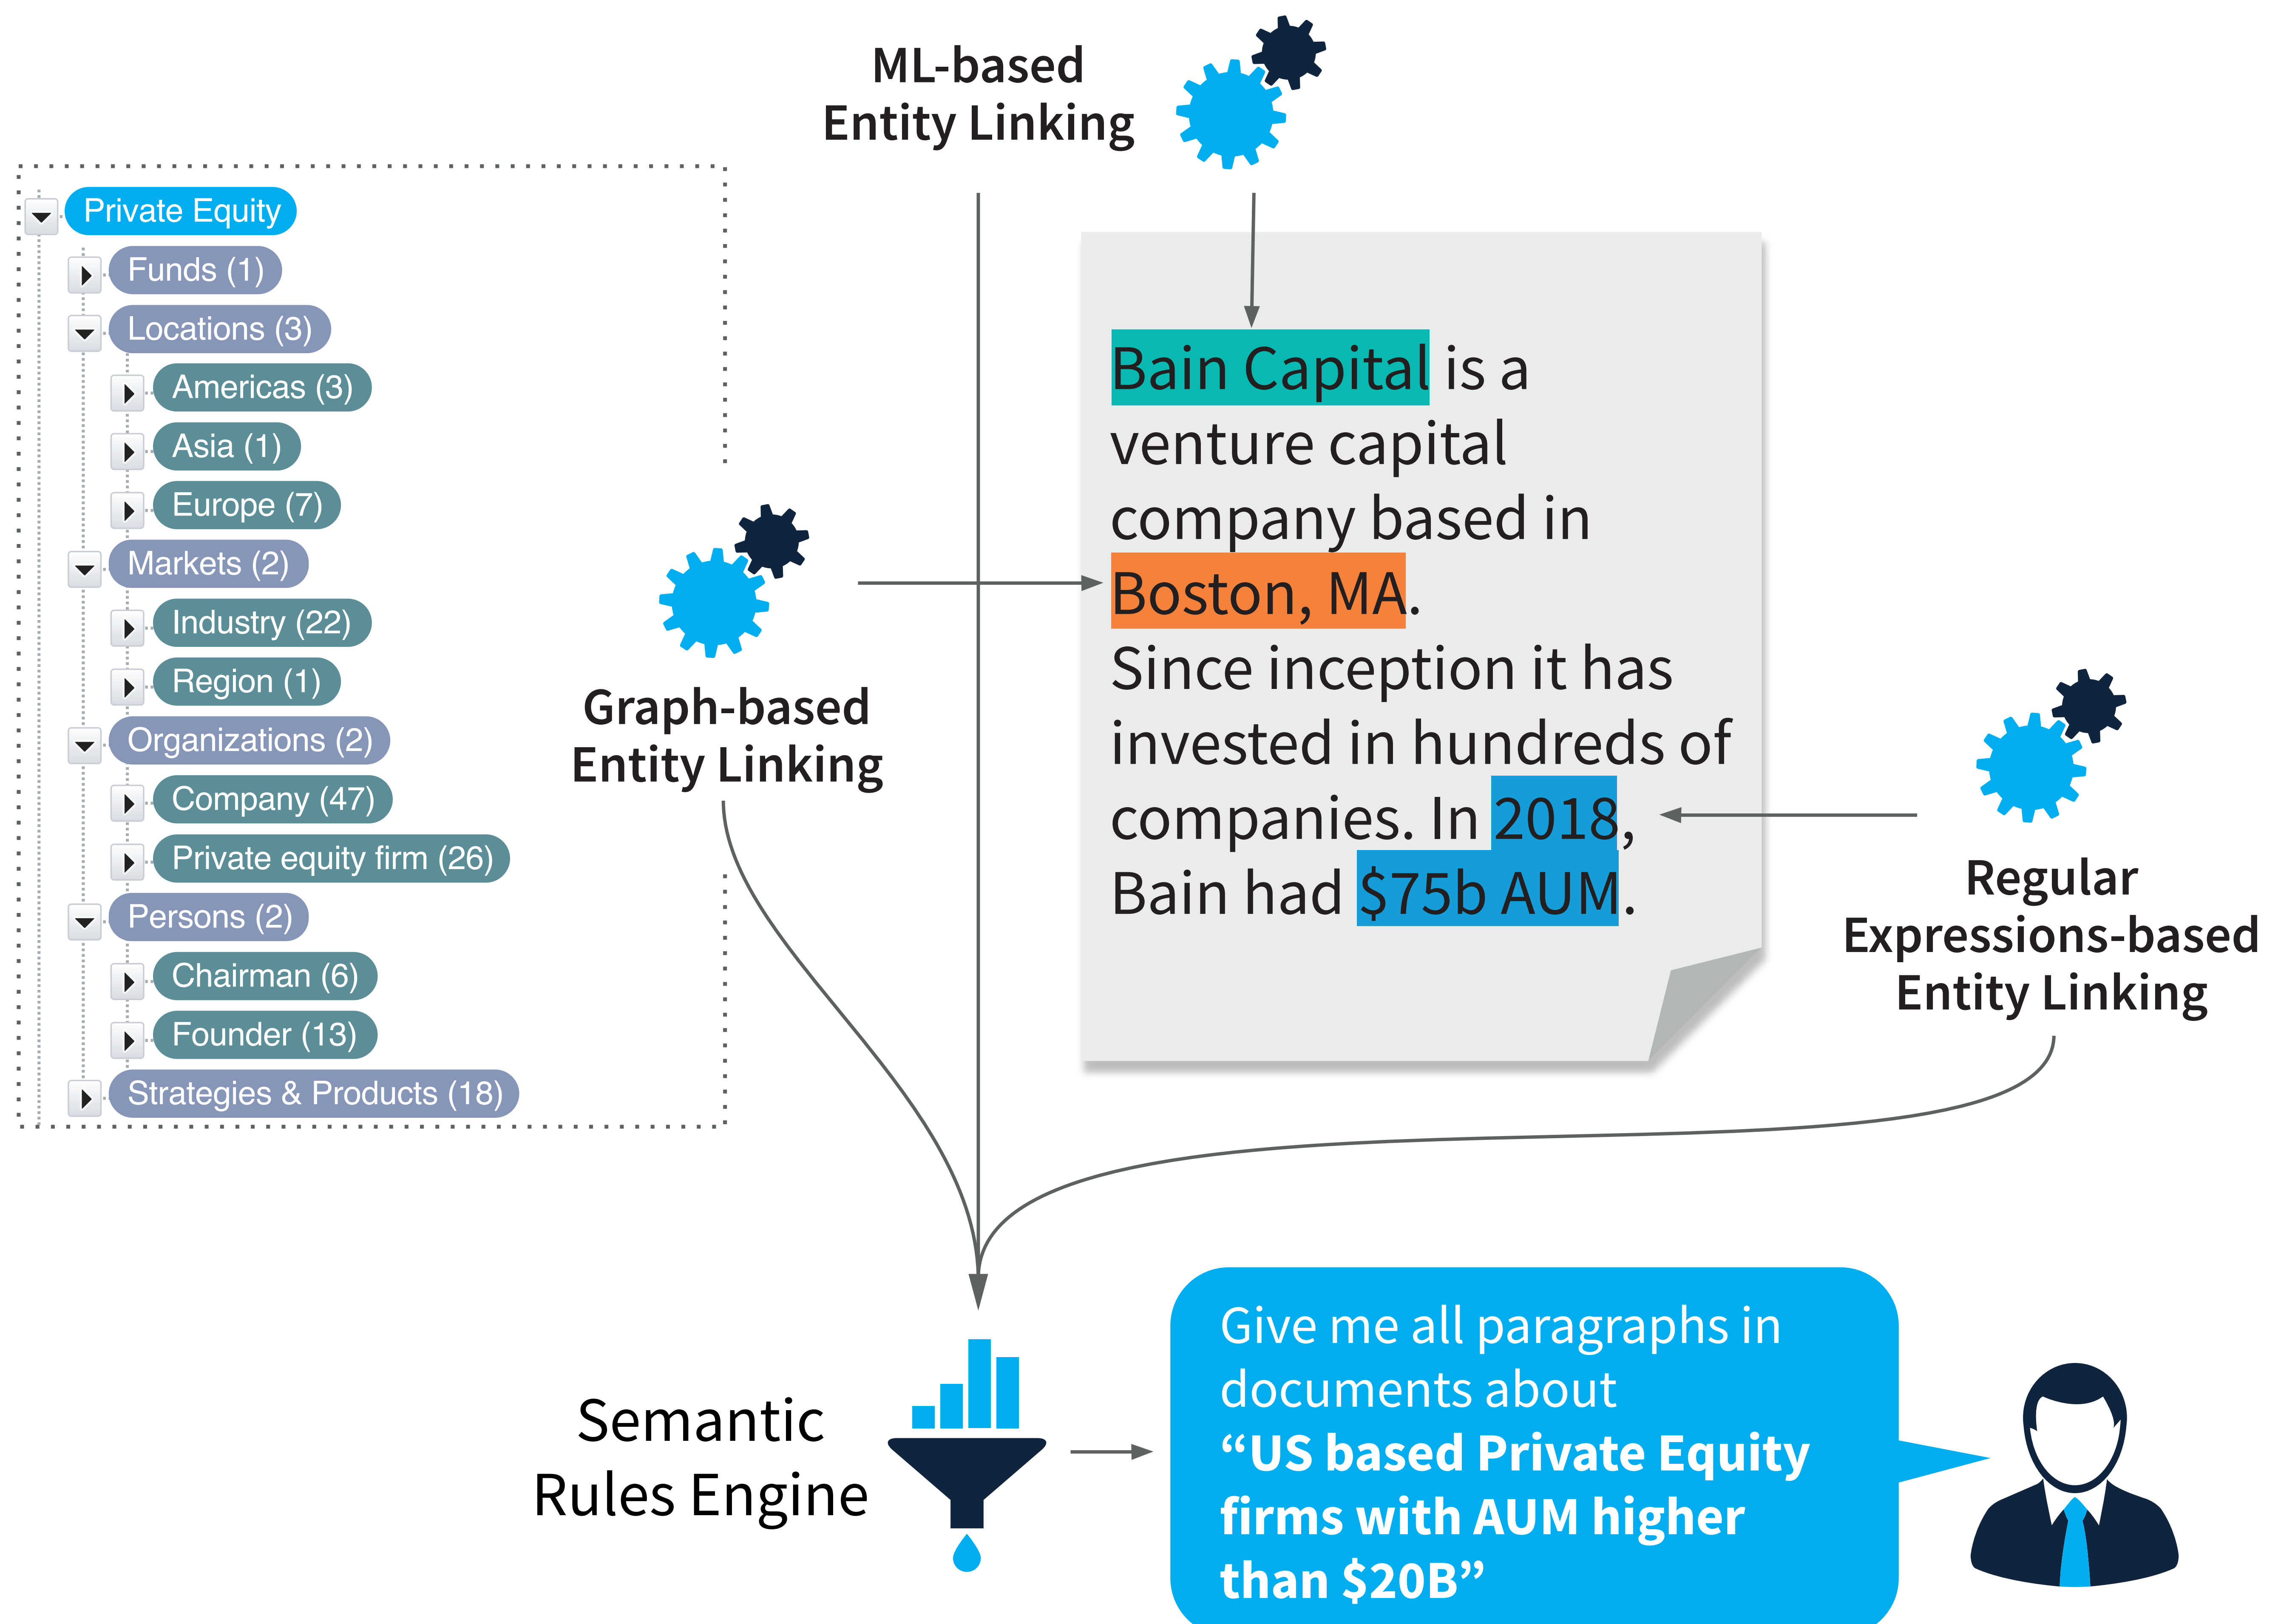 ML-based
Entity Linking
Private Equity
Funds (1)
Locations (3)
Americas (3)
Asia (1)
Europe (7)
Markets (2)
Industry (22)
Region (1)
Organizations (2)
Company (47)
Private equity firm (26)
Persons (2)
Chairman (6)
Founder (13)
Strategies & Products (18)
Graph-based
Entity Linking
Bain Capital is a
venture capital
company based in
Boston, MA.
Since inception it has
invested in hundreds of
companies. In 2018,
Bain had $75b AUM.
Regular
Expressions-based
Entity Linking
Semantic
Rules Engine
Give me all paragraphs in
documents about
“US based Private Equity
firms with AUM higher
than $20B”